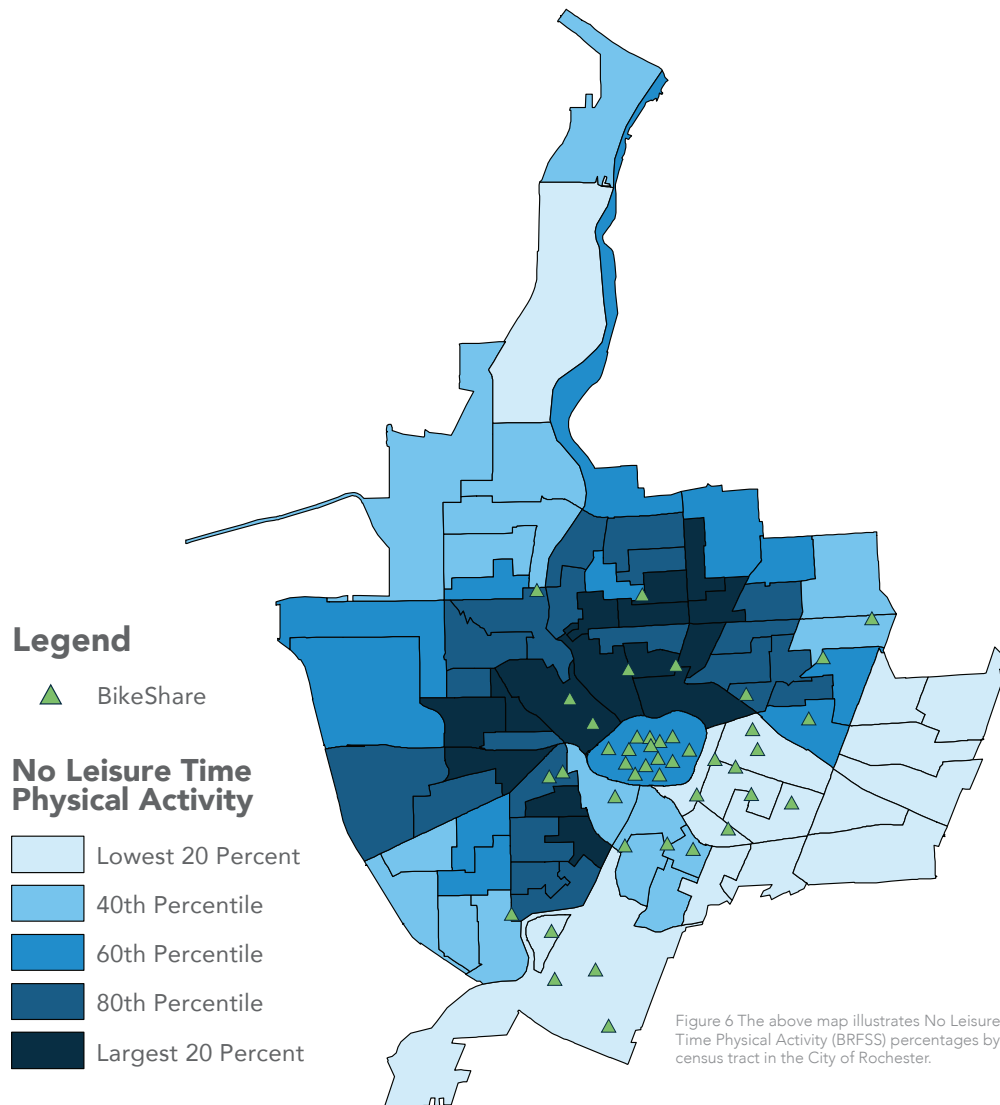 Legend
BikeShare
No Leisure Time
Physical Activity
Lowest 20 Percent
40th Percentile
60th Percentile
80th Percentile
Largest 20 Percent
Figure 6 The above map illustrates No Leisure
Time Physical Activity (BRFSS) percentages by
census tract in the City of Rochester.